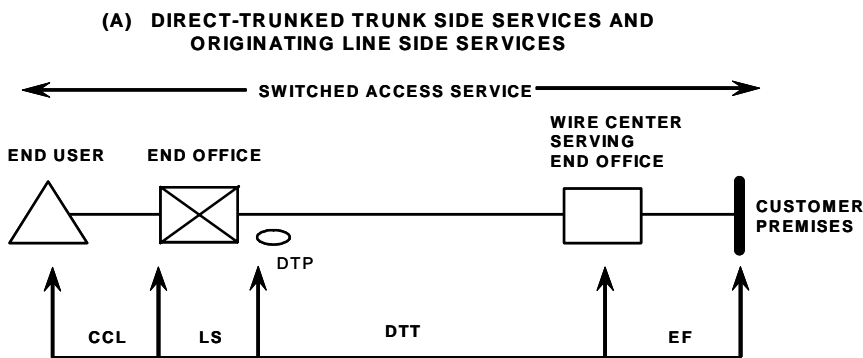 (A) DIRECT-TRUNKED TRUNK SIDE SERVICES AND
ORIGINATING LINE SIDE SERVICES
SWITCHED ACCESS SERVICE
END USER
END OFFICE
WIRE CENTER
SERVING
END OFFICE
CUSTOMER
PREMISES
DTP
CCL
LS
DTT
EF